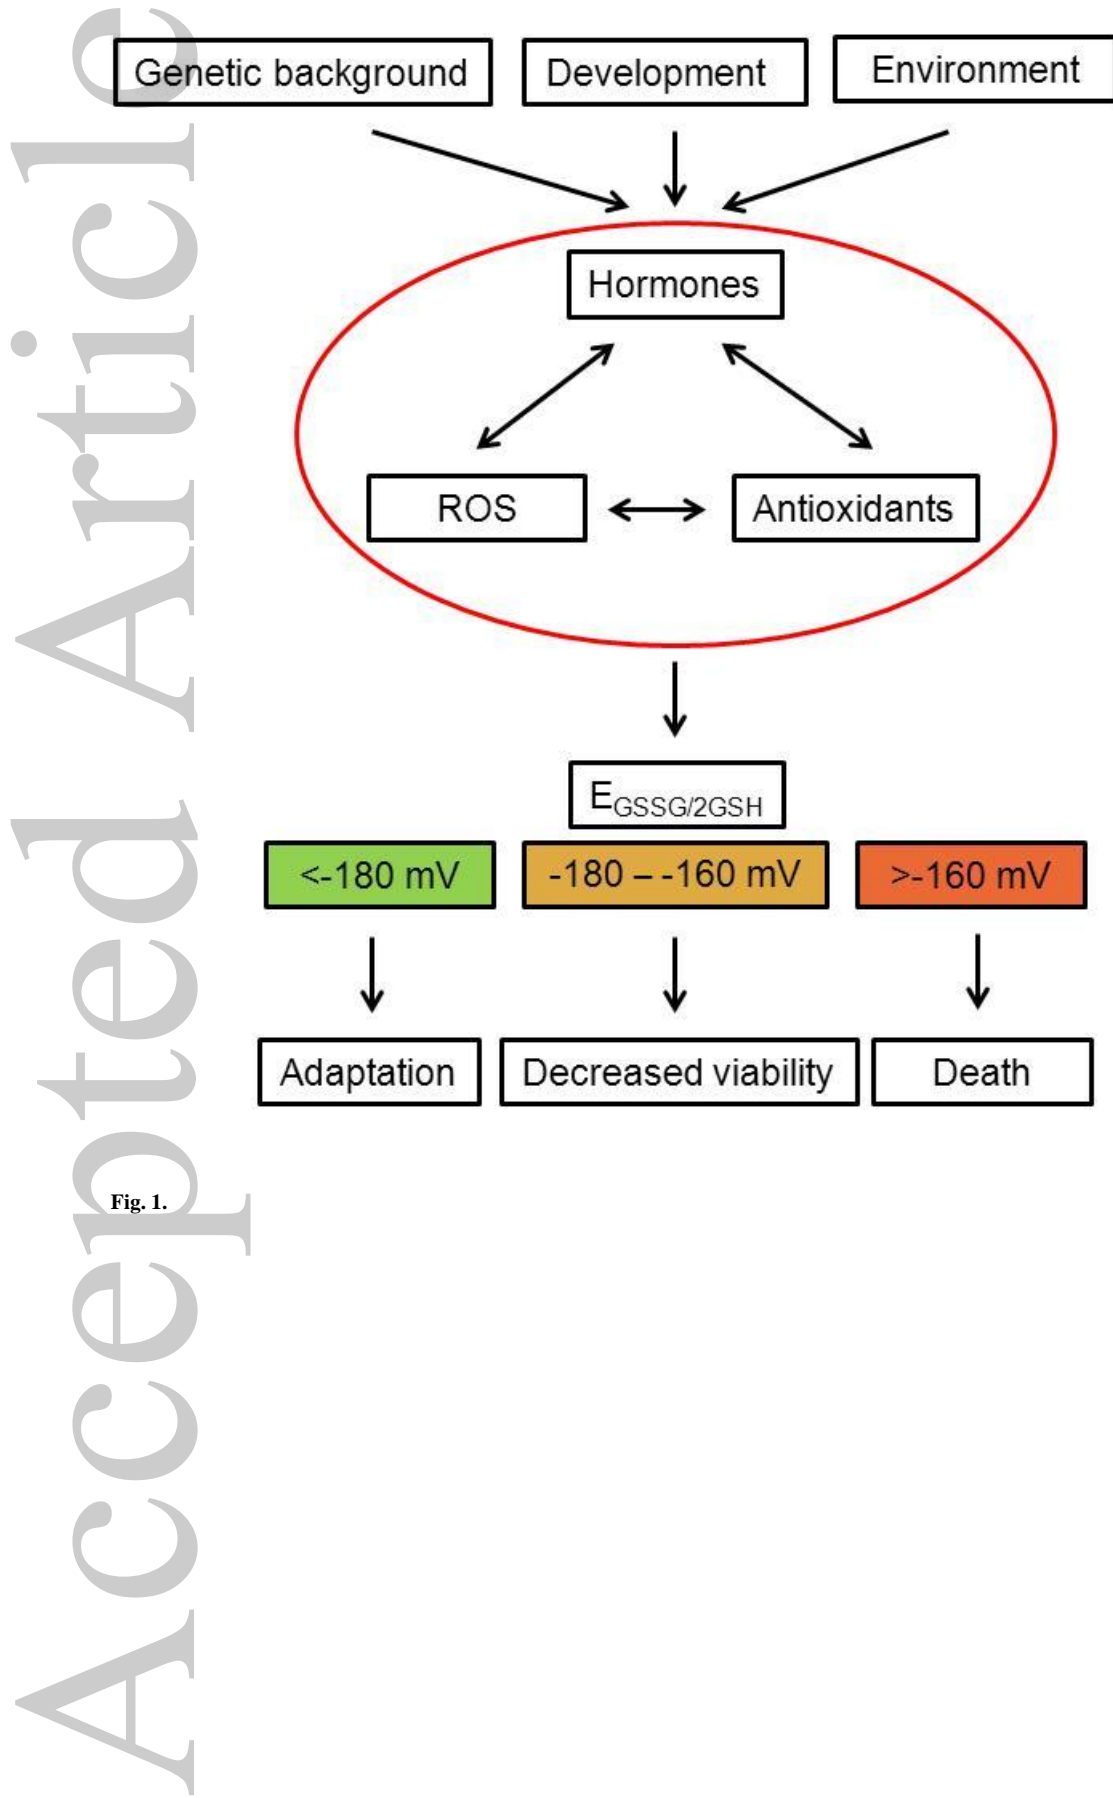 Genetic background
Development
Environment
Hormones
ROS
Antioxidants
EGSSG/2GSH
<-180 mV
-180 – -160 mV
>-160 mV
Adaptation
Decreased viability
Death
Fig. 1.
Accepted Article